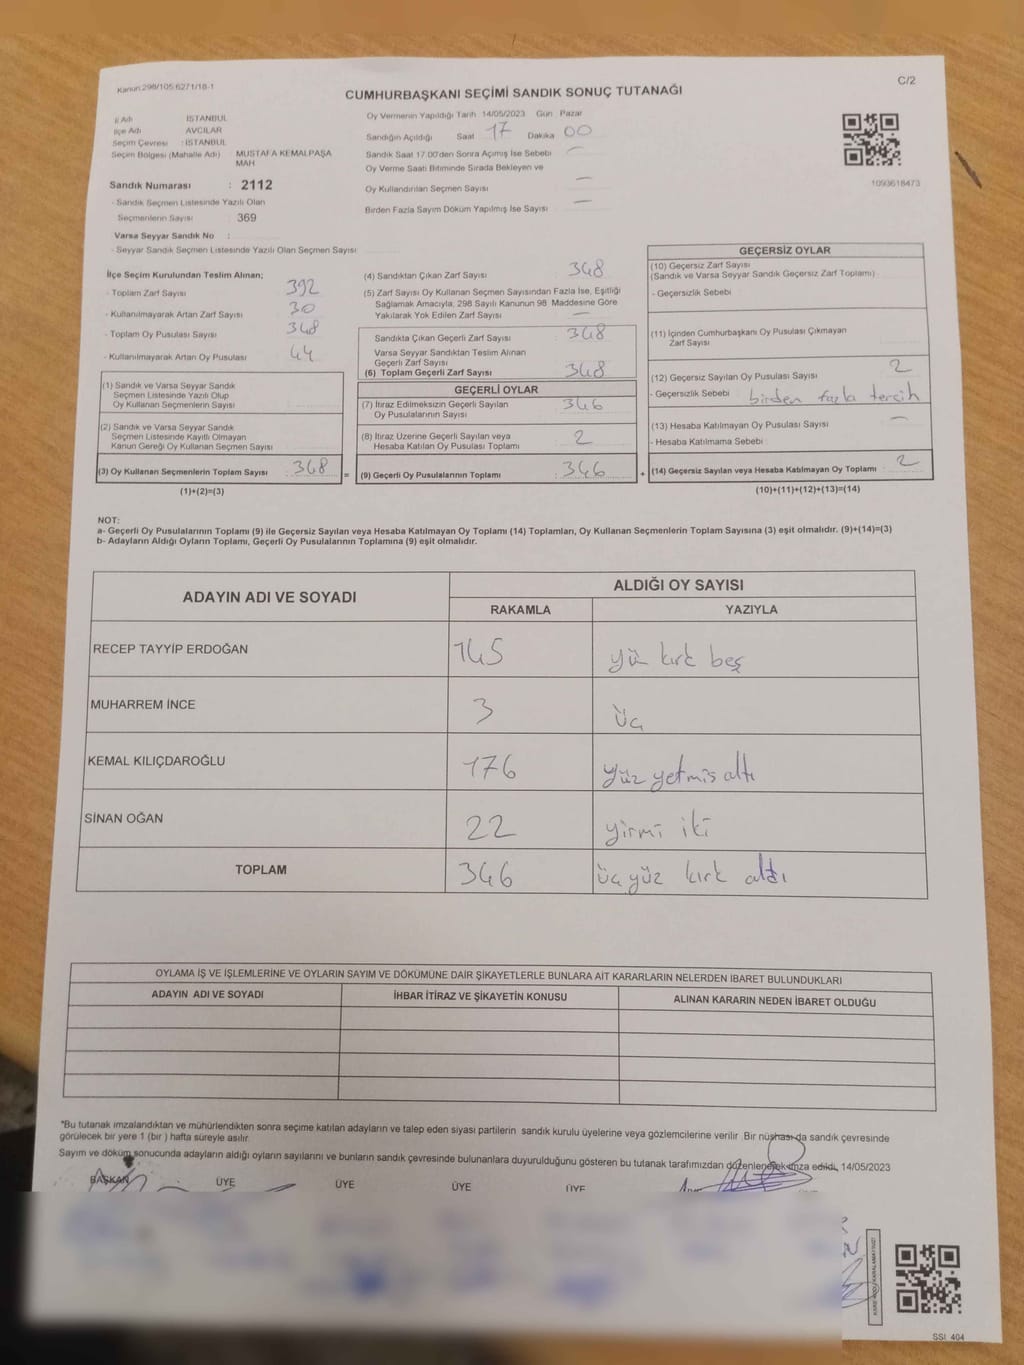 Kanun:298/105;6271/18-1
C/2
CUMHURBAŞKANI SEÇİMİ SANDIK SONUÇ TUTANAĞI
İl Adı İSTANBUL
İlçe Adı AVCILAR
Seçim Çevresi : İSTANBUL
Seçim Bölgesi (Mahalle Adı) MUSTAFA KEMALPAŞA
MAH
Sandık Numarası : 2112
- Sandık Seçmen Listesinde Yazılı Olan
Seçmenlerin Sayısı : 369
Varsa Seyyar Sandık No :
- Seyyar Sandık Seçmen Listesinde Yazılı Olan Seçmen Sayısı
Oy Vermenin Yapıldığı Tarih 14/05/2023 Gün : Pazar
Sandığın Açıldığı Saat 17 Dakika 00
Sandık Saat 17.00'den Sonra Açılmış İse Sebebi —
Oy Verme Saati Bitiminde Sırada Bekleyen ve
Oy Kullandırılan Seçmen Sayısı —
Birden Fazla Sayım Döküm Yapılmış İse Sayısı —
1093618473
İlçe Seçim Kurulundan Teslim Alınan;
- Toplam Zarf Sayısı 392
- Kullanılmayarak Artan Zarf Sayısı 30
- Toplam Oy Pusulası Sayısı 348
- Kullanılmayarak Artan Oy Pusulası 44
(1) Sandık ve Varsa Seyyar Sandık
Seçmen Listesinde Yazılı Olup
Oy Kullanan Seçmenlerin Sayısı
(2) Sandık ve Varsa Seyyar Sandık
Seçmen Listesinde Kayıtlı Olmayan
Kanun Gereği Oy Kullanan Seçmen Sayısı
(3) Oy Kullanan Seçmenlerin Toplam Sayısı 348 =
(1)+(2)=(3)
(4) Sandıktan Çıkan Zarf Sayısı 348
(5) Zarf Sayısı Oy Kullanan Seçmen Sayısından Fazla İse, Eşitliği
Sağlamak Amacıyla, 298 Sayılı Kanunun 98. Maddesine Göre
Yakılarak Yok Edilen Zarf Sayısı —
Sandıkta Çıkan Geçerli Zarf Sayısı 348
Varsa Seyyar Sandıktan Teslim Alınan
Geçerli Zarf Sayısı
(6) Toplam Geçerli Zarf Sayısı 348
GEÇERLİ OYLAR
(7) İtiraz Edilmeksizin Geçerli Sayılan
Oy Pusulalarının Sayısı 346
(8) İtiraz Üzerine Geçerli Sayılan veya
Hesaba Katılan Oy Pusulası Toplamı 2
(9) Geçerli Oy Pusulalarının Toplamı 346 +
GEÇERSİZ OYLAR
(10) Geçersiz Zarf Sayısı
(Sandık ve Varsa Seyyar Sandık Geçersiz Zarf Toplamı)
- Geçersizlik Sebebi
(11) İçinden Cumhurbaşkanı Oy Pusulası Çıkmayan
Zarf Sayısı
(12) Geçersiz Sayılan Oy Pusulası Sayısı 2
- Geçersizlik Sebebi birden fazla tercih
(13) Hesaba Katılmayan Oy Pusulası Sayısı —
- Hesaba Katılmama Sebebi
(14) Geçersiz Sayılan veya Hesaba Katılmayan Oy Toplamı 2
(10)+(11)+(12)+(13)=(14)
NOT:
a- Geçerli Oy Pusulalarının Toplamı (9) ile Geçersiz Sayılan veya Hesaba Katılmayan Oy Toplamı (14) Toplamları, Oy Kullanan Seçmenlerin Toplam Sayısına (3) eşit olmalıdır. (9)+(14)=(3)
b- Adayların Aldığı Oyların Toplamı, Geçerli Oy Pusulalarının Toplamına (9) eşit olmalıdır.
ADAYIN ADI VE SOYADI ALDIĞI OY SAYISI
RAKAMLA YAZIYLA
RECEP TAYYİP ERDOĞAN 145 yüz kırk beş
MUHARREM İNCE 3 üç
KEMAL KILIÇDAROĞLU 176 yüz yetmis altı
SİNAN OĞAN 22 yirmi iki
TOPLAM 346 üç yüz kırk altı
OYLAMA İŞ VE İŞLEMLERİNE VE OYLARIN SAYIM VE DÖKÜMÜNE DAİR ŞİKAYETLERLE BUNLARA AİT KARARLARIN NELERDEN İBARET BULUNDUKLARI
ADAYIN ADI VE SOYADI İHBAR İTİRAZ VE ŞİKAYETİN KONUSU ALINAN KARARIN NEDEN İBARET OLDUĞU
*Bu tutanak imzalandıktan ve mühürlendikten sonra seçime katılan adayların ve talep eden siyasi partilerin sandık kurulu üyelerine veya gözlemcilerine verilir. Bir nüshası da sandık çevresinde
görülecek bir yere 1 (bir ) hafta süreyle asılır.
Sayım ve döküm sonucunda adayların aldığı oyların sayılarını ve bunların sandık çevresinde bulunanlara duyurulduğunu gösteren bu tutanak tarafımızdan düzenlenerek imza edildi, 14/05/2023
BAŞKAN ÜYE ÜYE ÜYE ÜYE
SSI 404